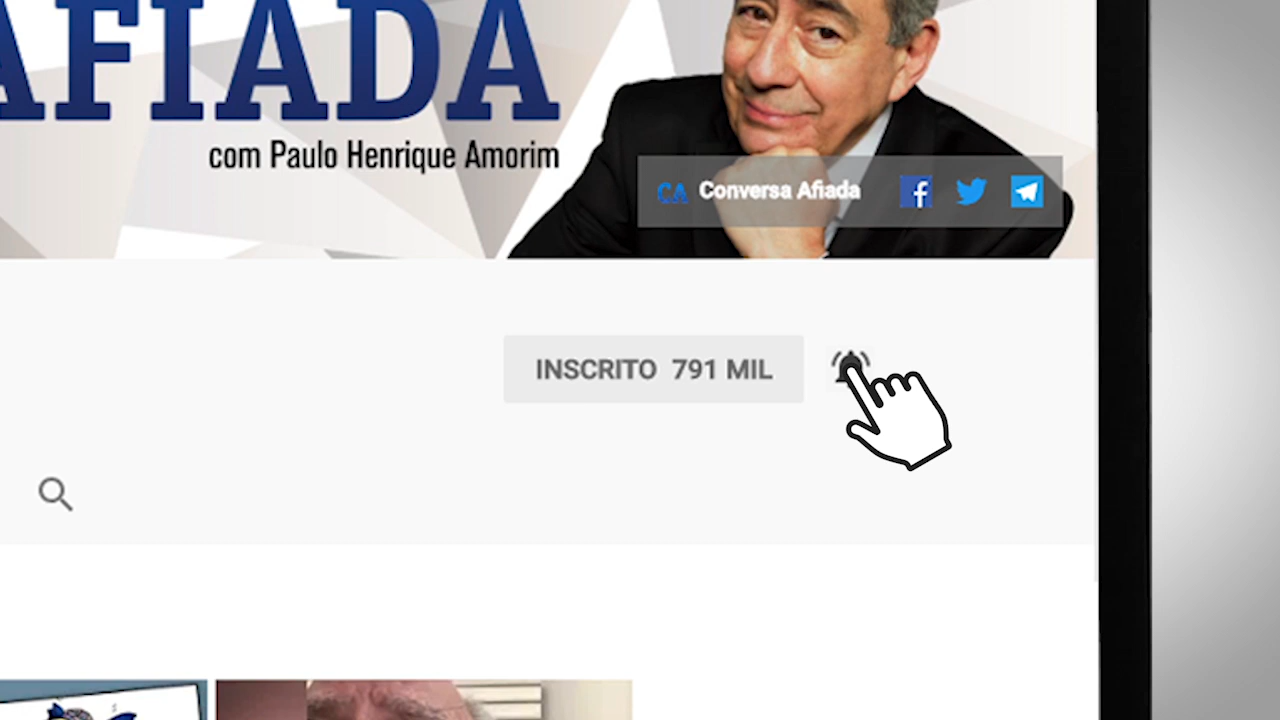 AFIADA
com Paulo Henrique Amorim
CA Conversa Afiada
INSCRITO 791 MIL